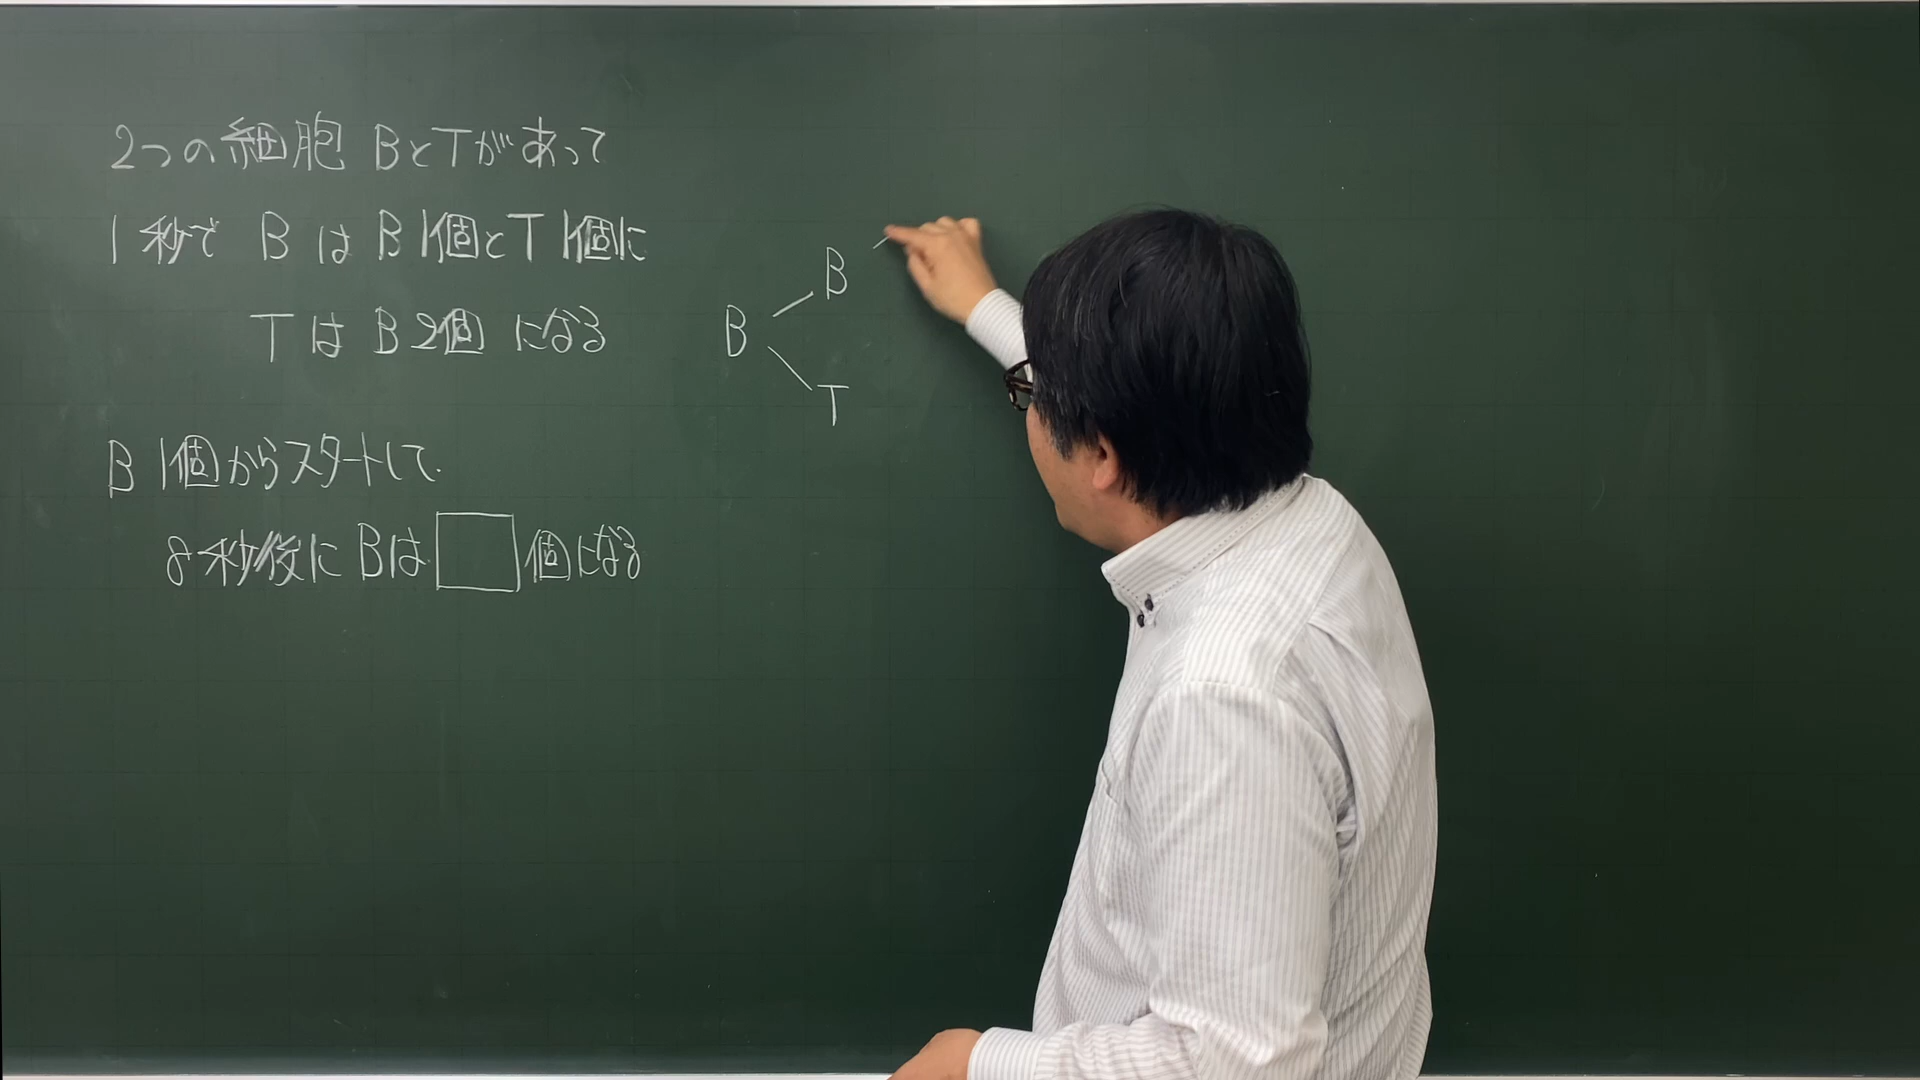 2つの細胞 BとTがあって
1秒で B は B 1個とT 1個に
T は B 2個 になる
B 1個からスタートして.
8秒後に Bは□個になる
B
B
T